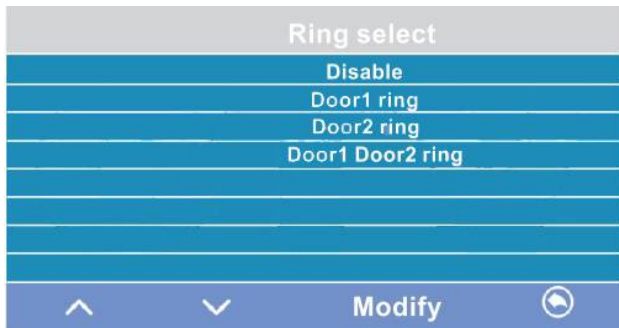 Ring select
Disable
Door1 ring
Door2 ring
Door1 Door2 ring
Modify